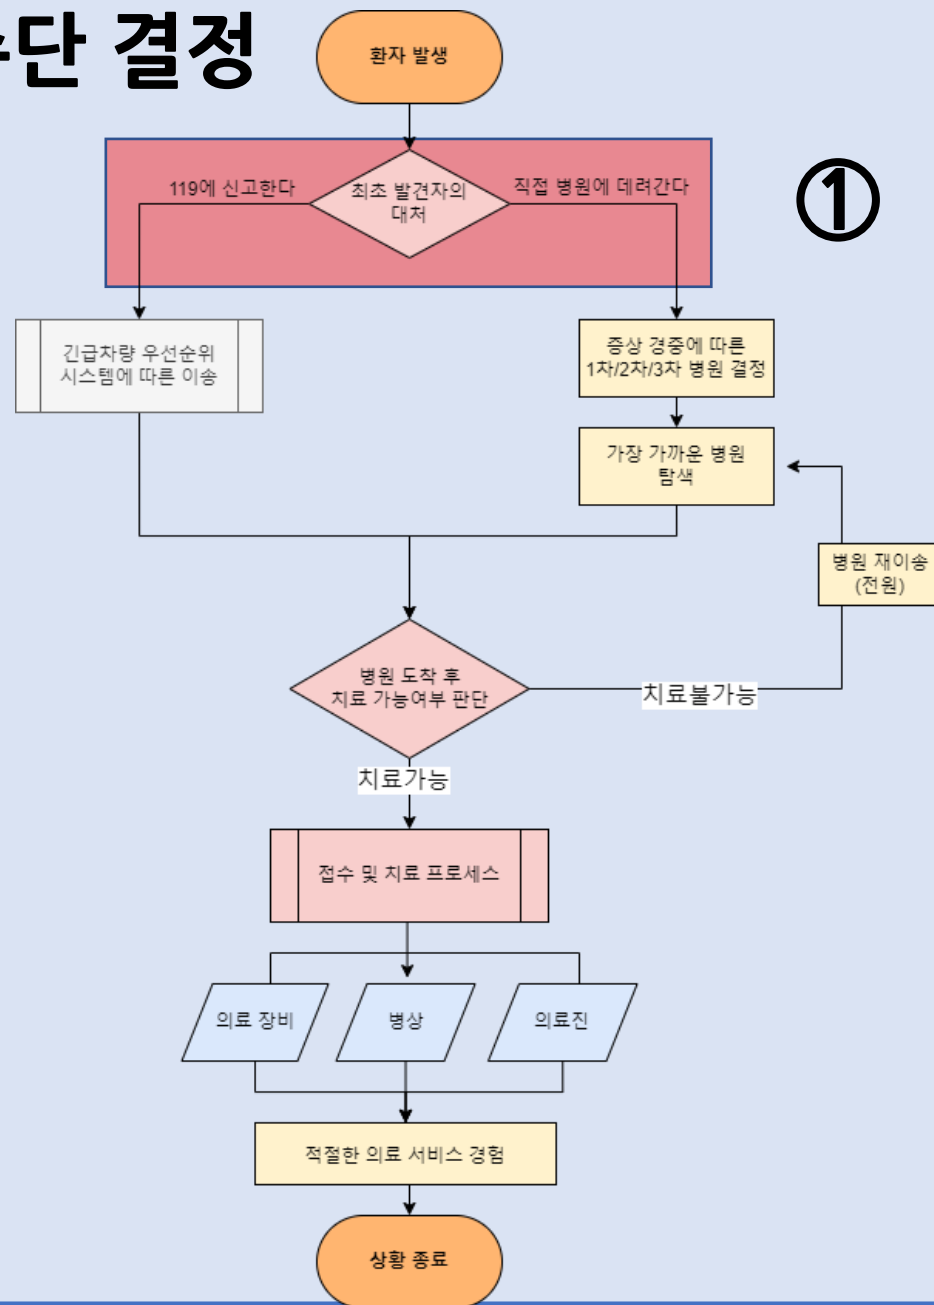 단 결정
환자 발생
①
119에 신고한다
최초 발견자의
대처
직접 병원에 데려간다
긴급차량 우선순위
시스템에 따른 이송
증상 경중에 따른
1차/2차/3차 병원 결정
가장 가까운 병원
탐색
병원 재이송
(전원)
병원 도착 후
치료 가능여부 판단
치료불가능
치료가능
접수 및 치료 프로세스
의료 장비
병상
의료진
적절한 의료 서비스 경험
상황 종료